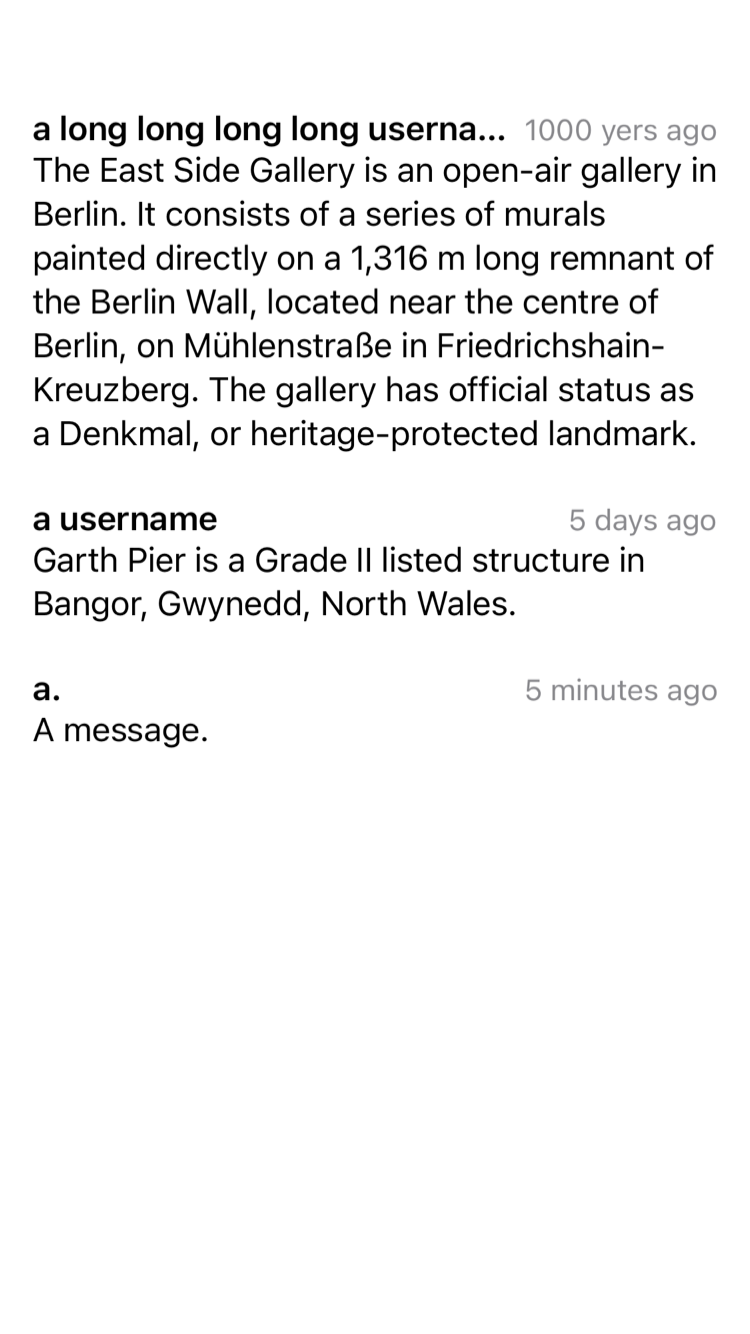 a long long long long userna... 1000 yers ago
The East Side Gallery is an open-air gallery in
Berlin. It consists of a series of murals
painted directly on a 1,316 m long remnant of
the Berlin Wall, located near the centre of
Berlin, on Mühlenstraße in Friedrichshain-
Kreuzberg. The gallery has official status as
a Denkmal, or heritage-protected landmark.
a username 5 days ago
Garth Pier is a Grade II listed structure in
Bangor, Gwynedd, North Wales.
a. 5 minutes ago
A message.